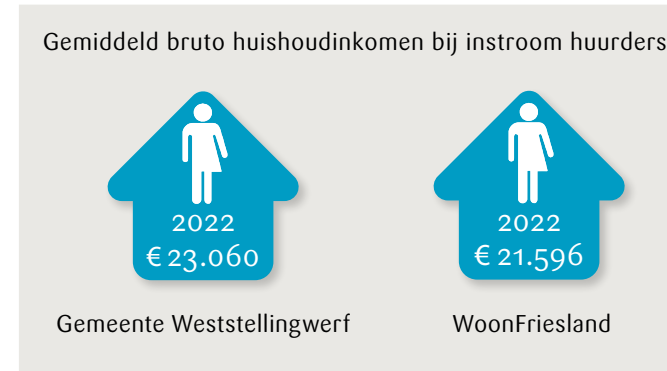 Gemiddeld bruto huishoudinkomen bij instroom huurders
2022
€ 23.060
Gemeente Weststellingwerf
2022
€ 21.596
WoonFriesland